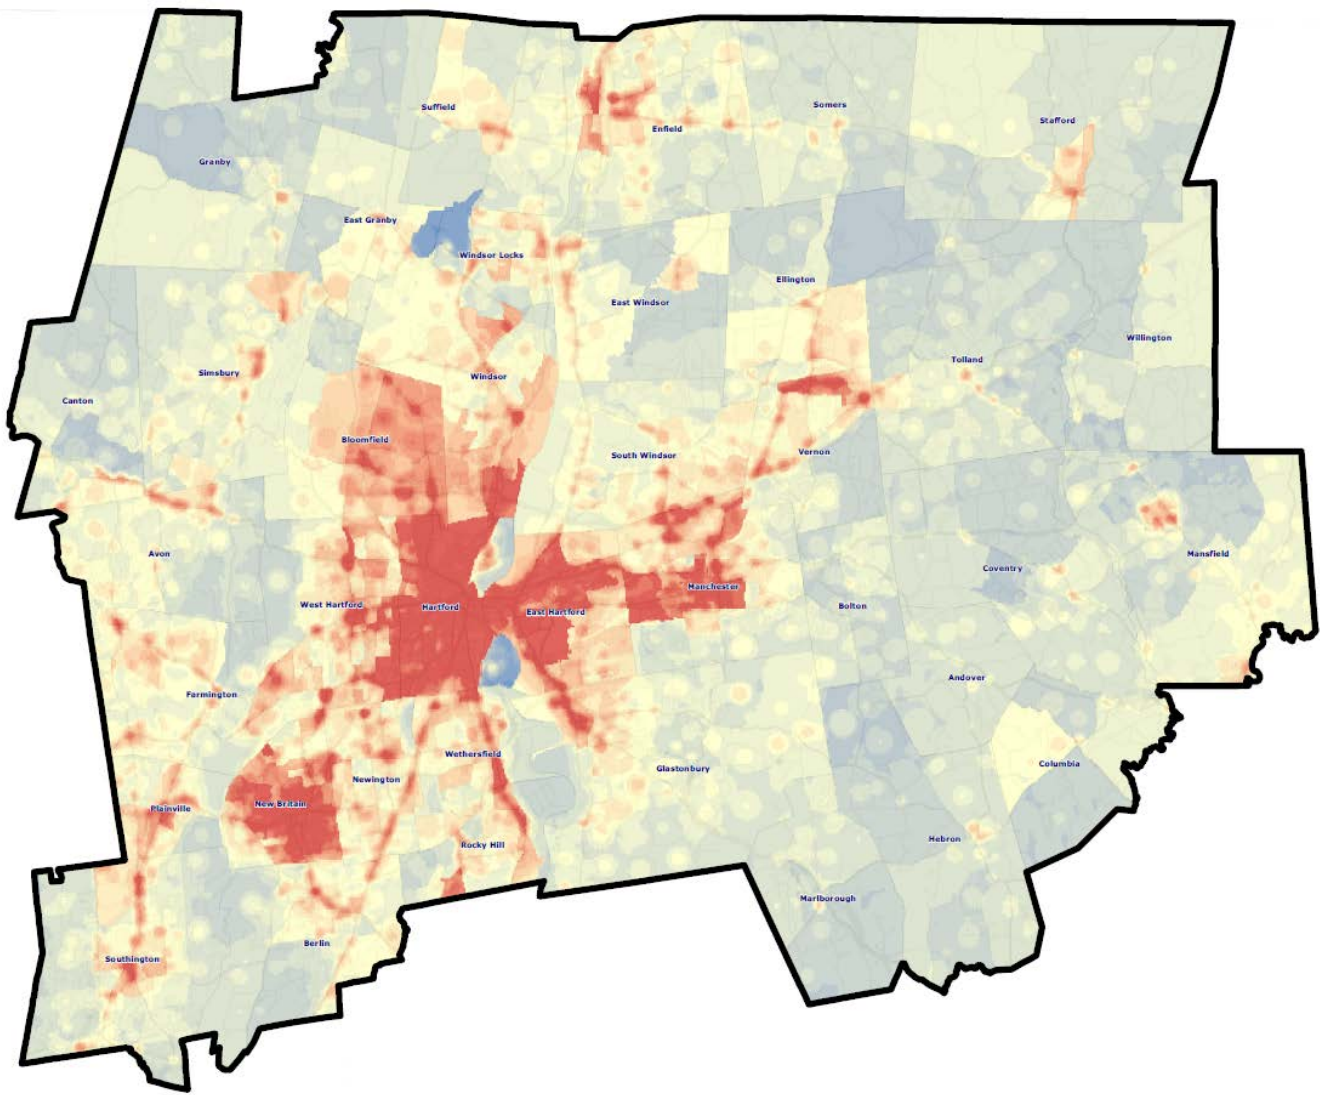 Suffield
Somers
Stafford
Enfield
Granby
East Granby
Windsor Locks
Ellington
East Windsor
Willington
Tolland
Simsbury
Windsor
Canton
Bloomfield
South Windsor
Vernon
Avon
Mansfield
Coventry
Manchester
West Hartford
Hartford
East Hartford
Bolton
Andover
Farmington
Wethersfield
Columbia
Glastonbury
Newington
New Britain
Plainville
Hebron
Rocky Hill
Marlborough
Berlin
Southington